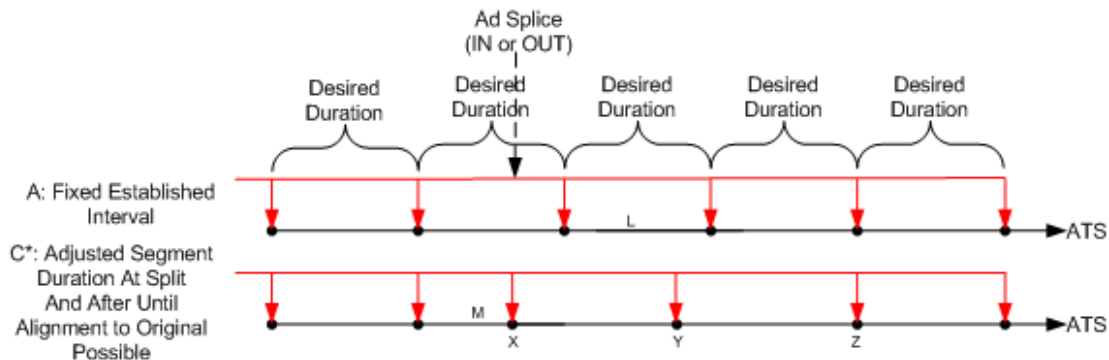 Ad Splice
(IN or OUT)
Desired
Duration
Desired
Duration
Desired
Duration
Desired
Duration
Desired
Duration
A: Fixed Established
Interval
L
ATS
C*: Adjusted Segment
Duration At Split
And After Until
Alignment to Original
Possible
M
X
Y
Z
ATS